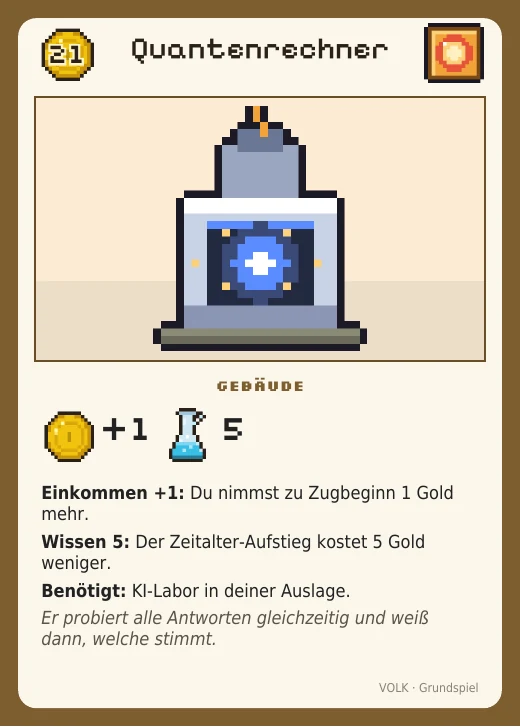 21
Quantenrechner
GEBÄUDE
+1 5
Einkommen +1: Du nimmst zu Zugbeginn 1 Gold
mehr.
Wissen 5: Der Zeitalter-Aufstieg kostet 5 Gold
weniger.
Benötigt: KI-Labor in deiner Auslage.
Er probiert alle Antworten gleichzeitig und weiß
dann, welche stimmt.
VOLK · Grundspiel